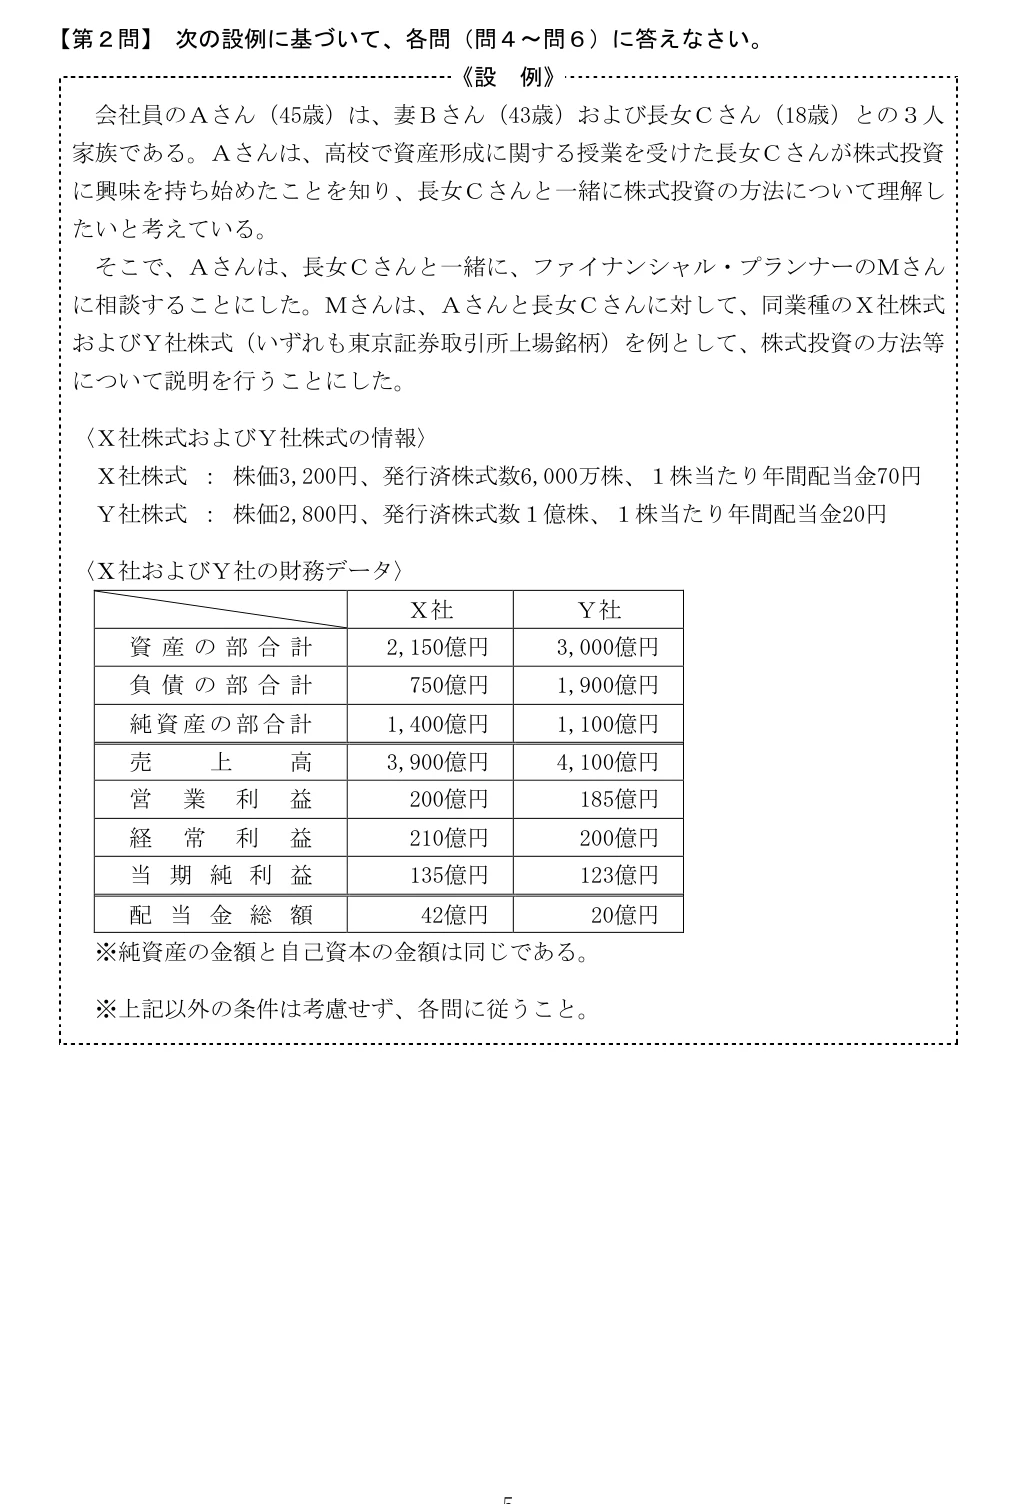 【第２問】 次の設例に基づいて、各問（問４～問６）に答えなさい。
《設　例》
会社員のＡさん（45歳）は、妻Ｂさん（43歳）および長女Ｃさん（18歳）との３人
家族である。Ａさんは、高校で資産形成に関する授業を受けた長女Ｃさんが株式投資
に興味を持ち始めたことを知り、長女Ｃさんと一緒に株式投資の方法について理解し
たいと考えている。
そこで、Ａさんは、長女Ｃさんと一緒に、ファイナンシャル・プランナーのＭさん
に相談することにした。Ｍさんは、Ａさんと長女Ｃさんに対して、同業種のＸ社株式
およびＹ社株式（いずれも東京証券取引所上場銘柄）を例として、株式投資の方法等
について説明を行うことにした。
〈Ｘ社株式およびＹ社株式の情報〉
Ｘ社株式 ： 株価3,200円、発行済株式数6,000万株、１株当たり年間配当金70円
Ｙ社株式 ： 株価2,800円、発行済株式数１億株、１株当たり年間配当金20円
〈Ｘ社およびＹ社の財務データ〉
Ｘ社 Ｙ社
資産の部合計 2,150億円 3,000億円
負債の部合計 750億円 1,900億円
純資産の部合計 1,400億円 1,100億円
売上高 3,900億円 4,100億円
営業利益 200億円 185億円
経常利益 210億円 200億円
当期純利益 135億円 123億円
配当金総額 42億円 20億円
※純資産の金額と自己資本の金額は同じである。
※上記以外の条件は考慮せず、各問に従うこと。